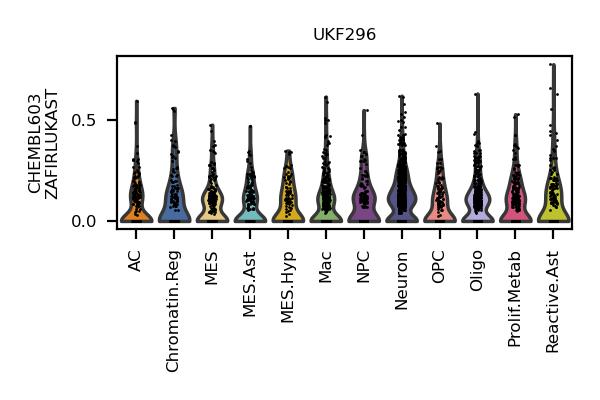 UKF296
CHEMBL603
ZAFIRLUKAST
0.5
0.0
AC
Chromatin.Reg
MES
MES.Ast
MES.Hyp
Mac
NPC
Neuron
OPC
Oligo
Prolif.Metab
Reactive.Ast